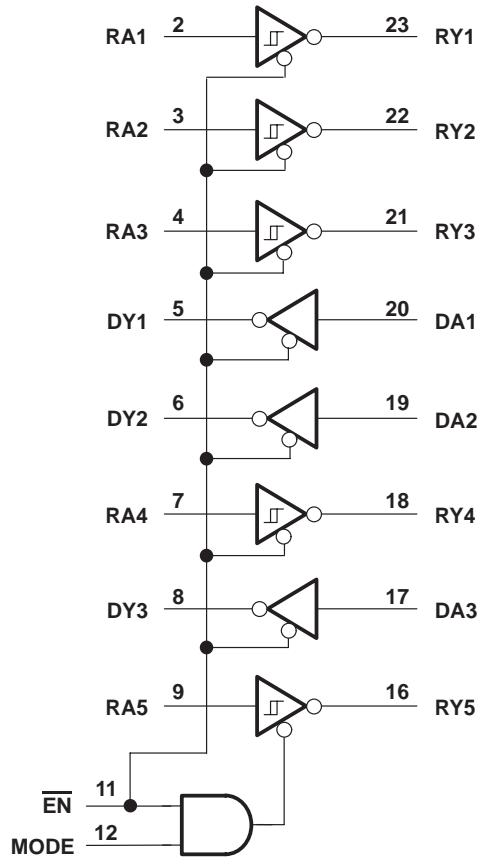 RA1 2 23 RY1
RA2 3 22 RY2
RA3 4 21 RY3
DY1 5 20 DA1
DY2 6 19 DA2
RA4 7 18 RY4
DY3 8 17 DA3
RA5 9 16 RY5
EN 11
MODE 12